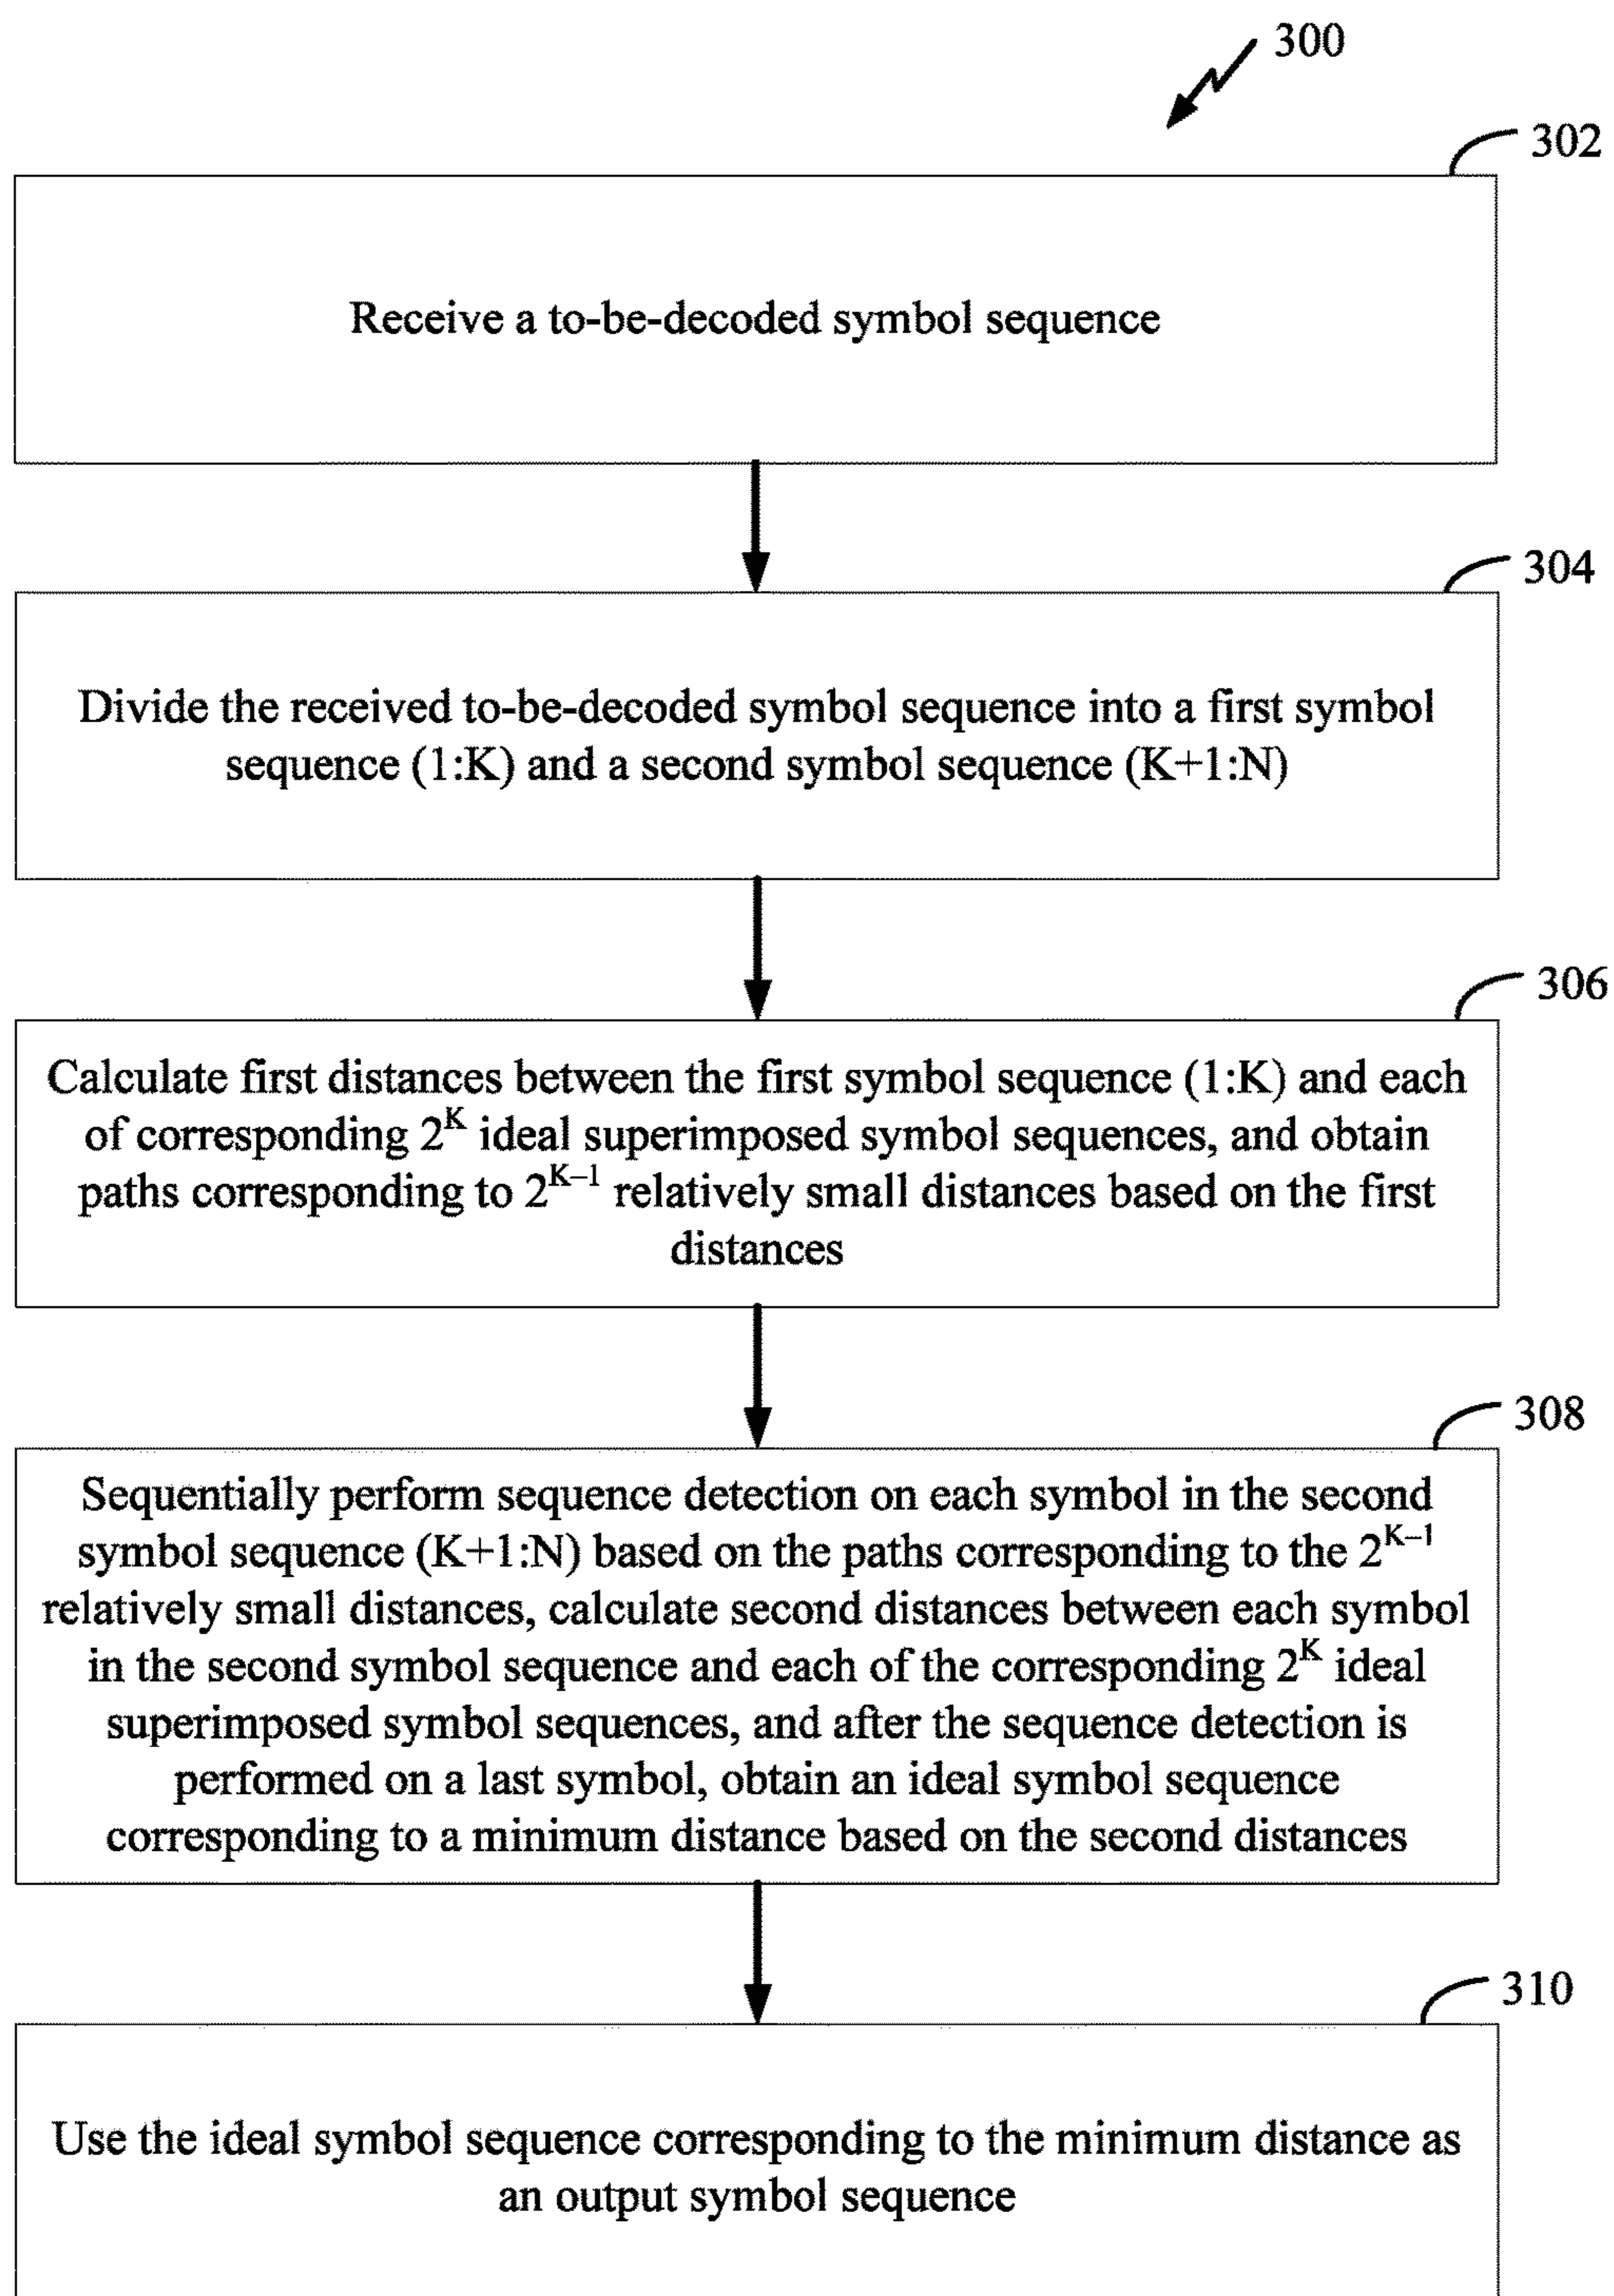 300
302
Receive a to-be-decoded symbol sequence
304
Divide the received to-be-decoded symbol sequence into a first symbol
sequence (1:K) and a second symbol sequence (K+1:N)
306
Calculate first distances between the first symbol sequence (1:K) and each
of corresponding 2^K ideal superimposed symbol sequences, and obtain
paths corresponding to 2^{K–1} relatively small distances based on the first
distances
308
Sequentially perform sequence detection on each symbol in the second
symbol sequence (K+1:N) based on the paths corresponding to the 2^{K–1}
relatively small distances, calculate second distances between each symbol
in the second symbol sequence and each of the corresponding 2^K ideal
superimposed symbol sequences, and after the sequence detection is
performed on a last symbol, obtain an ideal symbol sequence
corresponding to a minimum distance based on the second distances
310
Use the ideal symbol sequence corresponding to the minimum distance as
an output symbol sequence